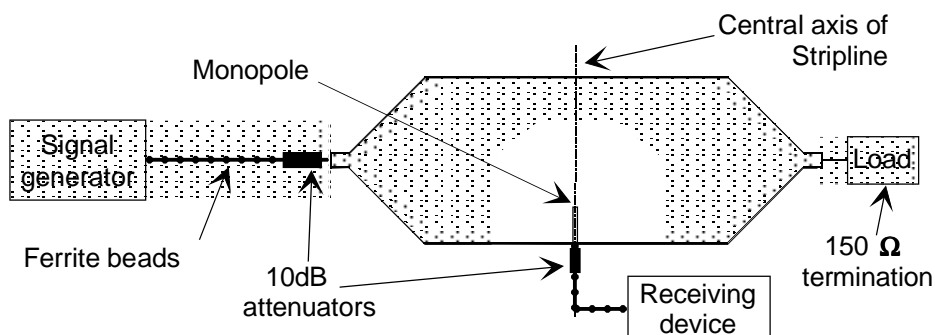 Central axis of
Stripline
Monopole
Signal
generator
Load
Ferrite beads
10dB
attenuators
150 Ω
termination
Receiving
device